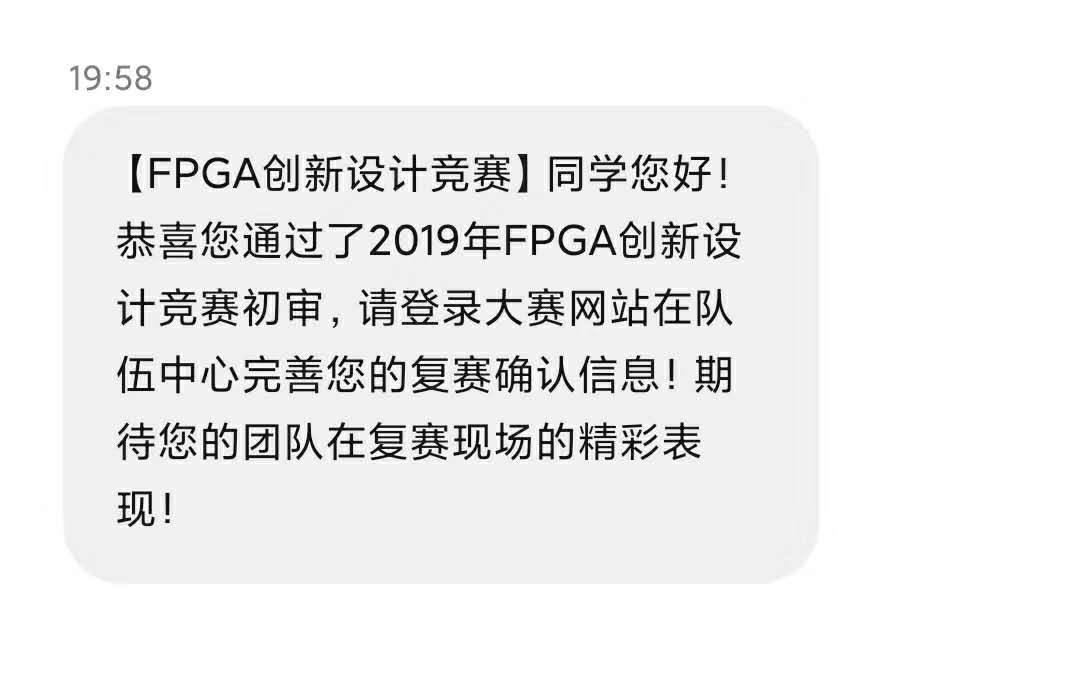 19:58
【FPGA创新设计竞赛】同学您好！
恭喜您通过了2019年FPGA创新设
计竞赛初审，请登录大赛网站在队
伍中心完善您的复赛确认信息！期
待您的团队在复赛现场的精彩表
现！